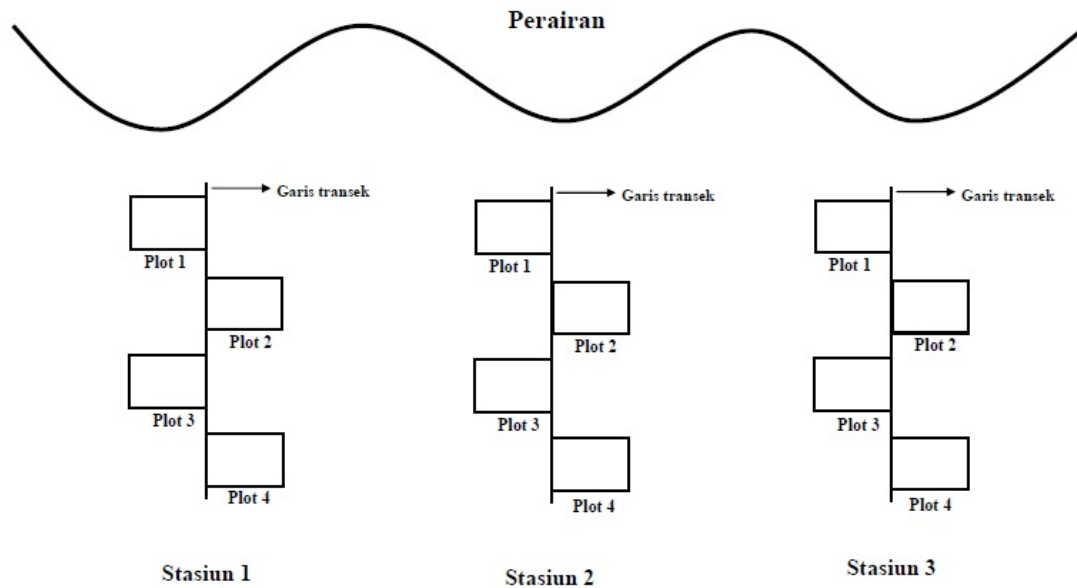 Perairan
Garis transek
Plot 1
Plot 2
Plot 3
Plot 4
Stasiun 1
Garis transek
Plot 1
Plot 2
Plot 3
Plot 4
Stasiun 2
Garis transek
Plot 1
Plot 2
Plot 3
Plot 4
Stasiun 3